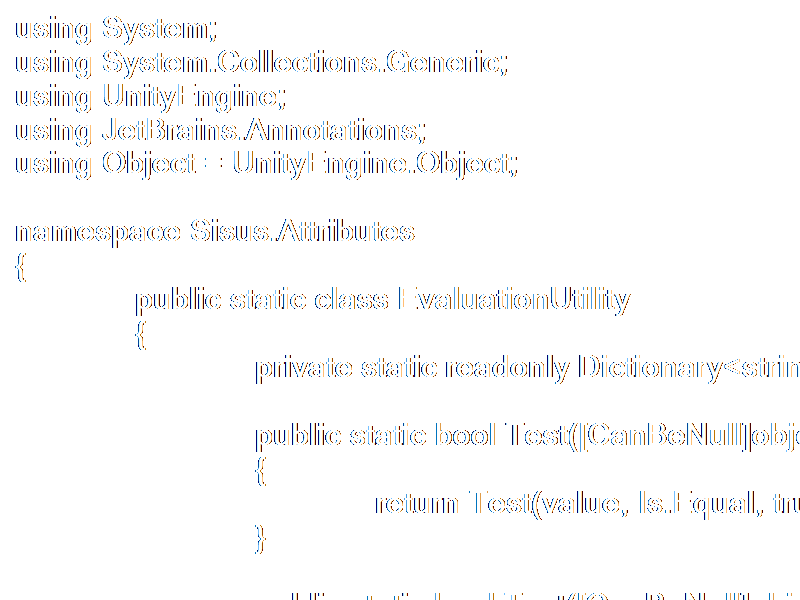 using System;
using System.Collections.Generic;
using UnityEngine;
using JetBrains.Annotations;
using Object = UnityEngine.Object;
namespace Sisus.Attributes
{
public static class EvaluationUtility
{
private static readonly Dictionary<strin
public static bool Test([CanBeNull]obje
{
return Test(value, Is.Equal, tru
}